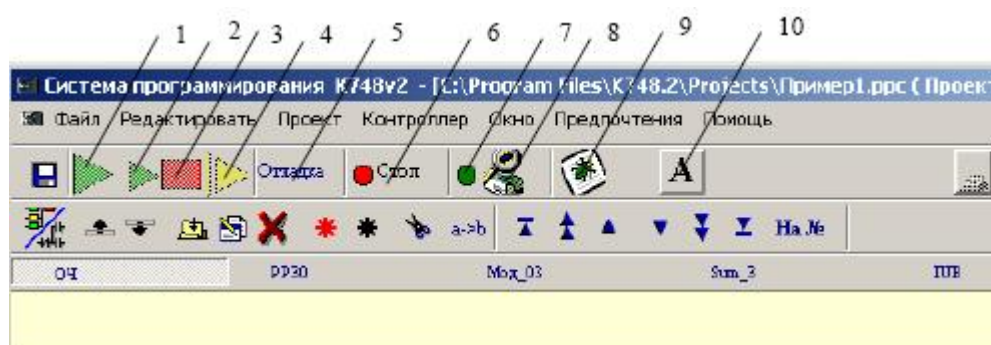 1 2 3 4 5 6 7 8 9 10
Система программирования К748v2 - [C:\Program Files\K748.2\Projects\Пример1.ppc ( Проект
Файл Редактировать Проект Контроллер Окно Предпочтения Помощь
Отладка Стоп A
a->b На №
ОЧ РР30 Мод_03 Sum_3